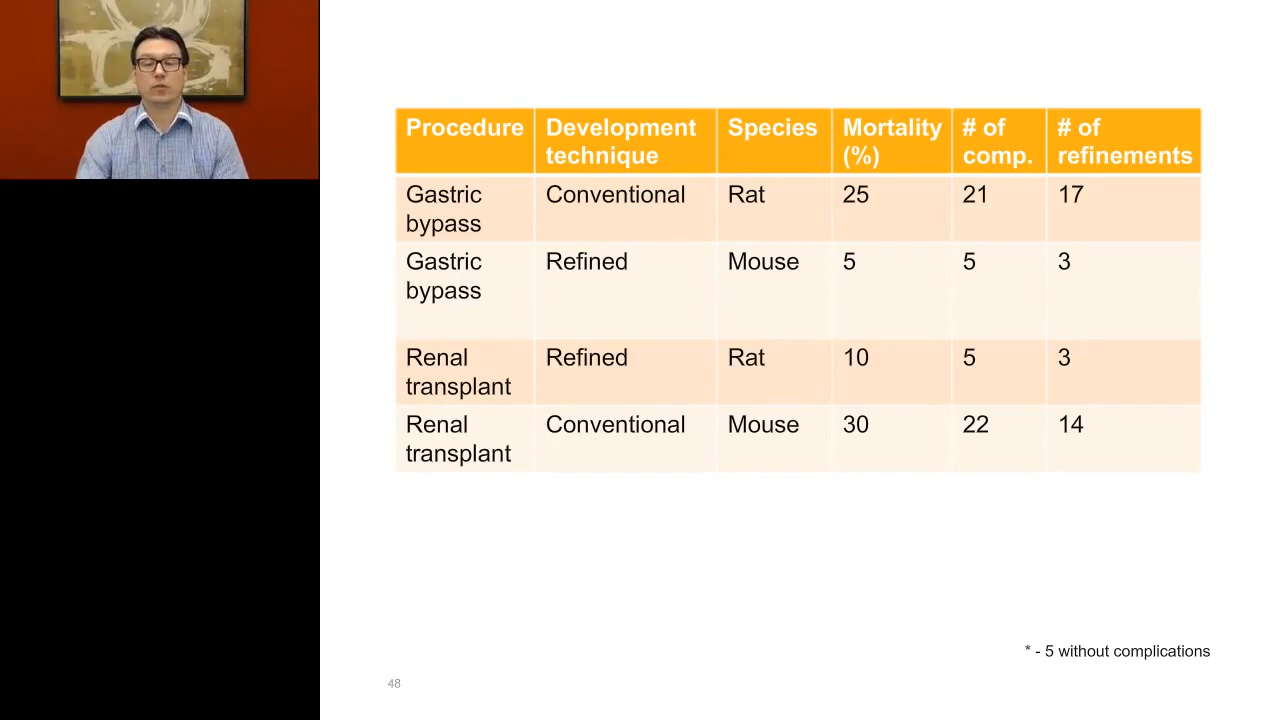 Procedure Development technique Species Mortality (%) # of comp. # of refinements
Gastric bypass Conventional Rat 25 21 17
Gastric bypass Refined Mouse 5 5 3
Renal transplant Refined Rat 10 5 3
Renal transplant Conventional Mouse 30 22 14
* - 5 without complications
48